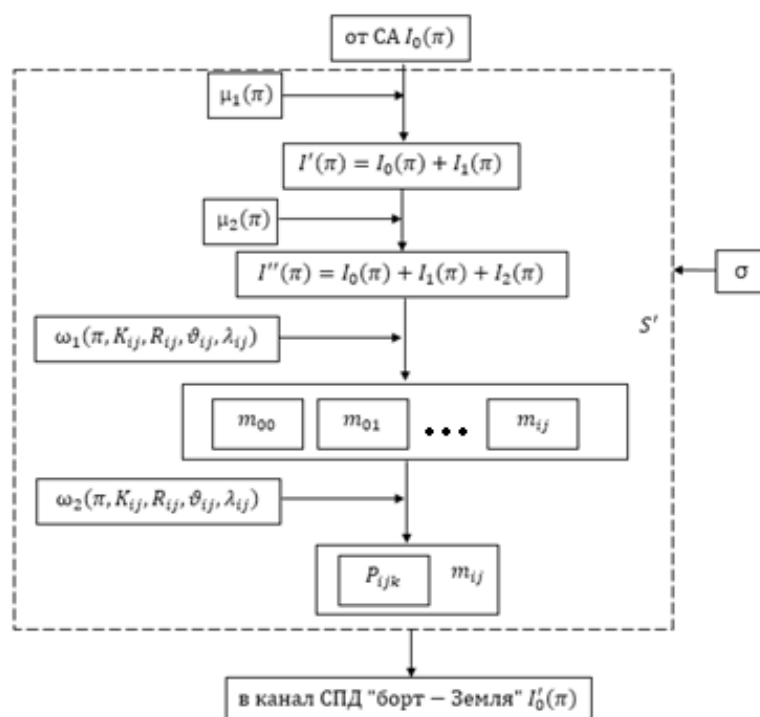 от СА I₀(π)
μ₁(π)
I′(π) = I₀(π) + I₁(π)
μ₂(π)
I′′(π) = I₀(π) + I₁(π) + I₂(π)
σ
S′
ω₁(π, Kᵢⱼ, Rᵢⱼ, ϑᵢⱼ, λᵢⱼ)
m₀₀ m₀₁ ••• mᵢⱼ
ω₂(π, Kᵢⱼ, Rᵢⱼ, ϑᵢⱼ, λᵢⱼ)
Pᵢⱼₖ mᵢⱼ
в канал СПД "борт − Земля" I₀′(π)